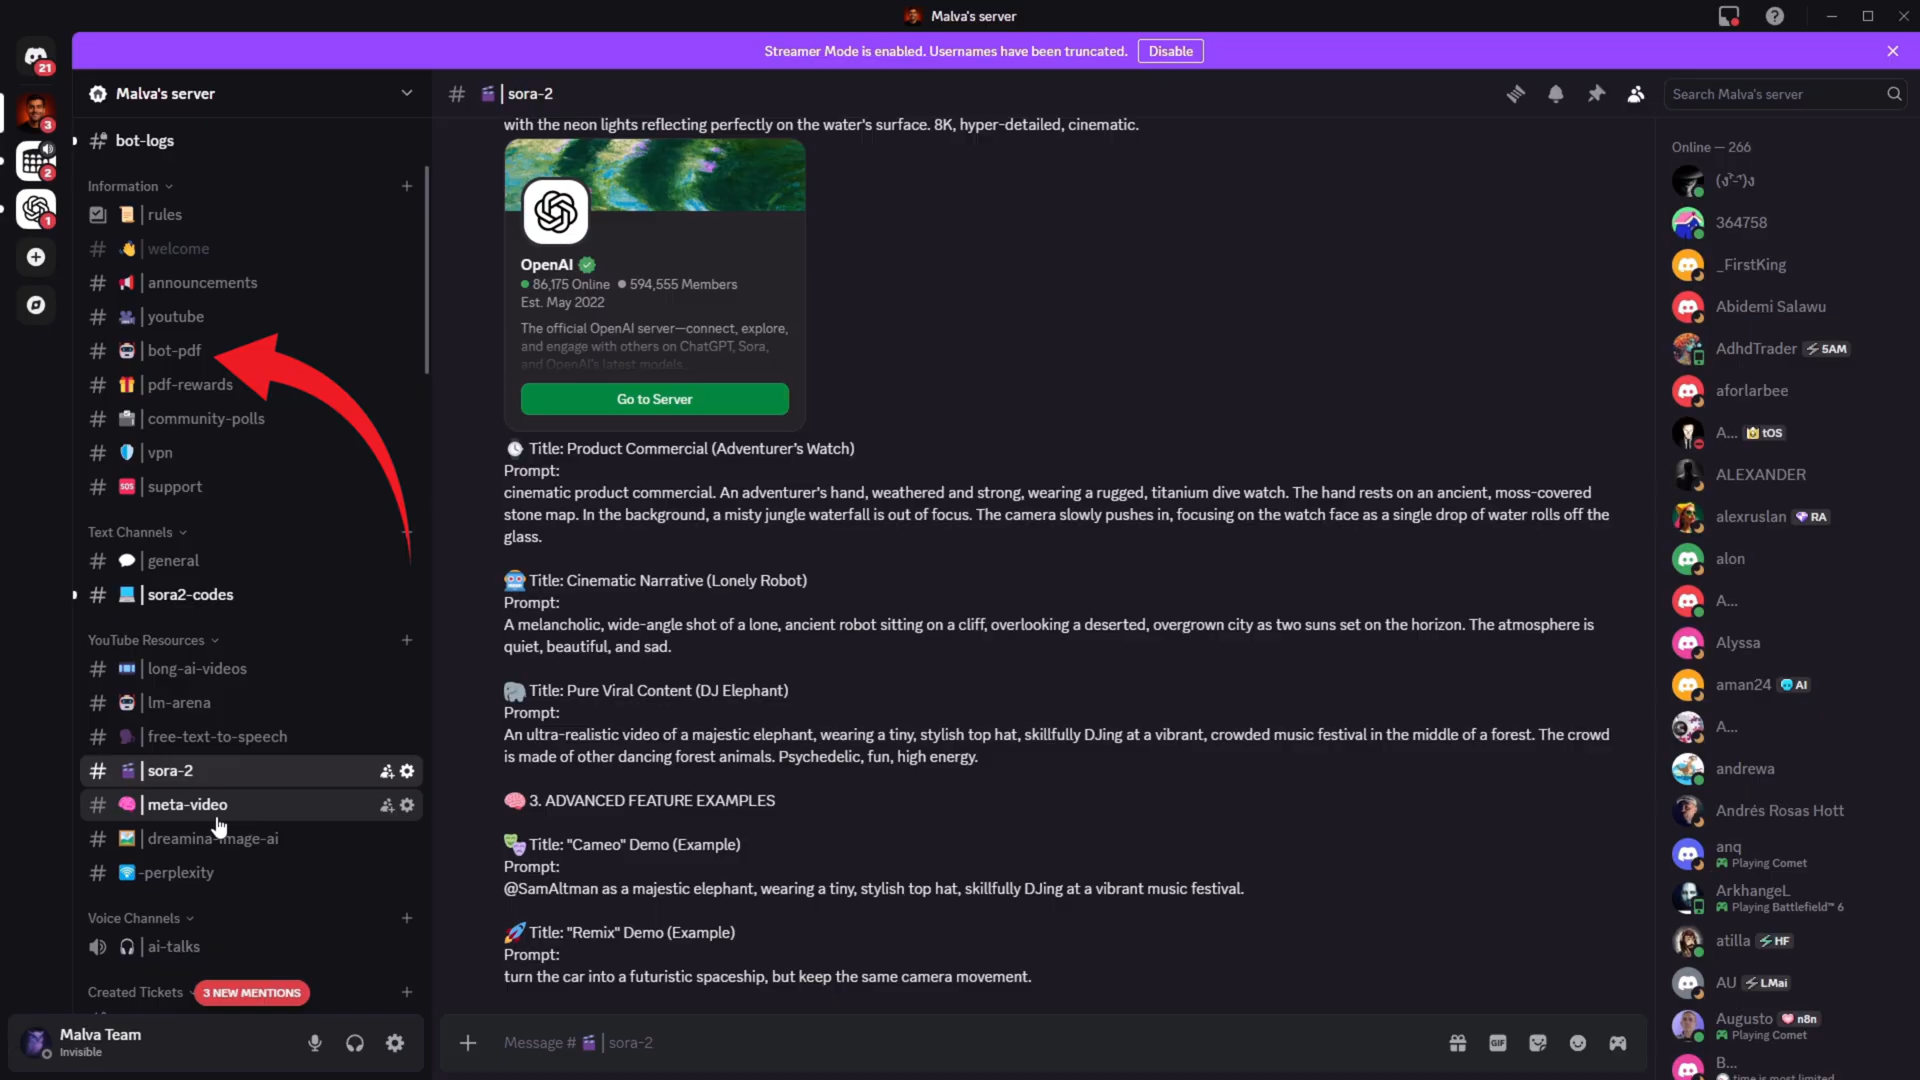 Malva's server
Streamer Mode is enabled. Usernames have been truncated.
Disable
21
3
2
1
Malva's server
bot-logs
Information
rules
welcome
announcements
youtube
bot-pdf
pdf-rewards
community-polls
vpn
SOS
support
Text Channels
general
sora2-codes
YouTube Resources
long-ai-videos
lm-arena
free-text-to-speech
sora-2
meta-video
dreamina-image-ai
-perplexity
Voice Channels
ai-talks
Created Tickets
3 NEW MENTIONS
Malva Team
Invisible
sora-2
Search Malva's server
with the neon lights reflecting perfectly on the water's surface. 8K, hyper-detailed, cinematic.
OpenAI
86,175 Online 594,555 Members
Est. May 2022
The official OpenAI server—connect, explore,
and engage with others on ChatGPT, Sora,
and OpenAI's latest models.
Go to Server
Title: Product Commercial (Adventurer's Watch)
Prompt:
cinematic product commercial. An adventurer's hand, weathered and strong, wearing a rugged, titanium dive watch. The hand rests on an ancient, moss-covered
stone map. In the background, a misty jungle waterfall is out of focus. The camera slowly pushes in, focusing on the watch face as a single drop of water rolls off the
glass.
Title: Cinematic Narrative (Lonely Robot)
Prompt:
A melancholic, wide-angle shot of a lone, ancient robot sitting on a cliff, overlooking a deserted, overgrown city as two suns set on the horizon. The atmosphere is
quiet, beautiful, and sad.
Title: Pure Viral Content (DJ Elephant)
Prompt:
An ultra-realistic video of a majestic elephant, wearing a tiny, stylish top hat, skillfully DJing at a vibrant, crowded music festival in the middle of a forest. The crowd
is made of other dancing forest animals. Psychedelic, fun, high energy.
3. ADVANCED FEATURE EXAMPLES
Title: "Cameo" Demo (Example)
Prompt:
@SamAltman as a majestic elephant, wearing a tiny, stylish top hat, skillfully DJing at a vibrant music festival.
Title: "Remix" Demo (Example)
Prompt:
turn the car into a futuristic spaceship, but keep the same camera movement.
Message # | sora-2
GIF
Online — 266
364758
_FirstKing
Abidemi Salawu
AdhdTrader 5AM
aforlarbee
A... tOS
ALEXANDER
alexruslan RA
alon
A...
Alyssa
aman24 AI
A...
andrewa
Andrés Rosas Hott
anq
Playing Comet
ArkhangeL
Playing Battlefield™ 6
atilla HF
AU LMai
Augusto n8n
Playing Comet
B...
time is most limited